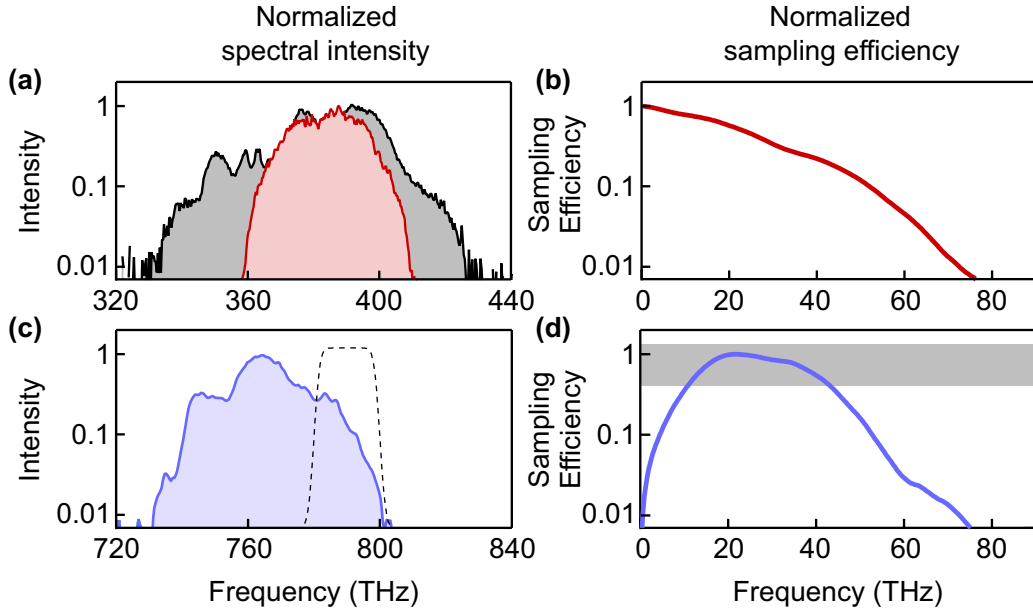 Normalized
spectral intensity
Normalized
sampling efficiency
(a)
Intensity
1
0.1
0.01
320
360
400
440
(b)
Sampling
Efficiency
1
0.1
0.01
0
20
40
60
80
(c)
Intensity
1
0.1
0.01
720
760
800
840
Frequency (THz)
(d)
Sampling
Efficiency
1
0.1
0.01
0
20
40
60
80
Frequency (THz)